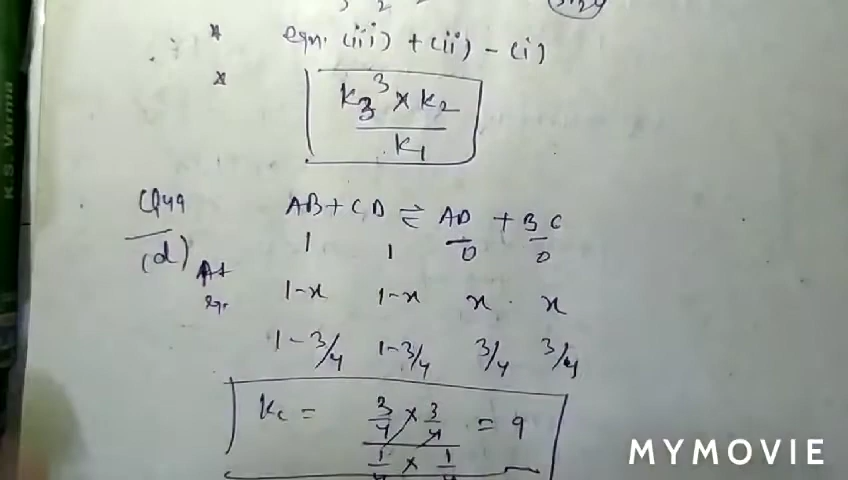 * eqn. (iii) + (ii) - (i)
*
K3^3 × K2
K1
Q49
(d)
AB + CD ⇌ AD + BC
1 1 0 0
At eq. 1-x 1-x x . x
1-3/4 1-3/4 3/4 3/4
Kc = 3/4 × 3/4 = 9
1/4 × 1/4
K.S. Verma
MYMOVIE